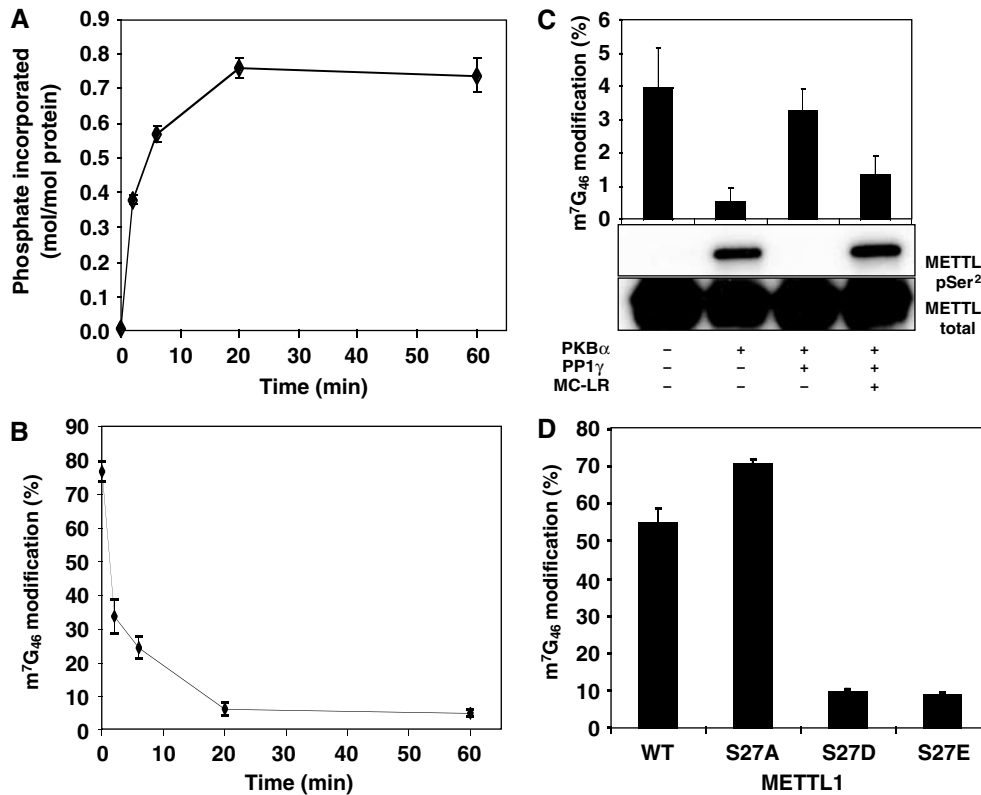 A
0.9
0.8
0.7
0.6
0.5
0.4
0.3
0.2
0.1
0.0
Phosphate incorporated
(mol/mol protein)
0 10 20 30 40 50 60
Time (min)
B
90
80
70
60
50
40
30
20
10
0
m⁷G₄₆ modification (%)
0 10 20 30 40 50 60
Time (min)
C
6
5
4
3
2
1
0
m⁷G₄₆ modification (%)
METTL
pSer²
METTL
total
PKBα – + + +
PP1γ – – + +
MC-LR – – – +
D
80
70
60
50
40
30
20
10
0
m⁷G₄₆ modification (%)
WT S27A S27D S27E
METTL1